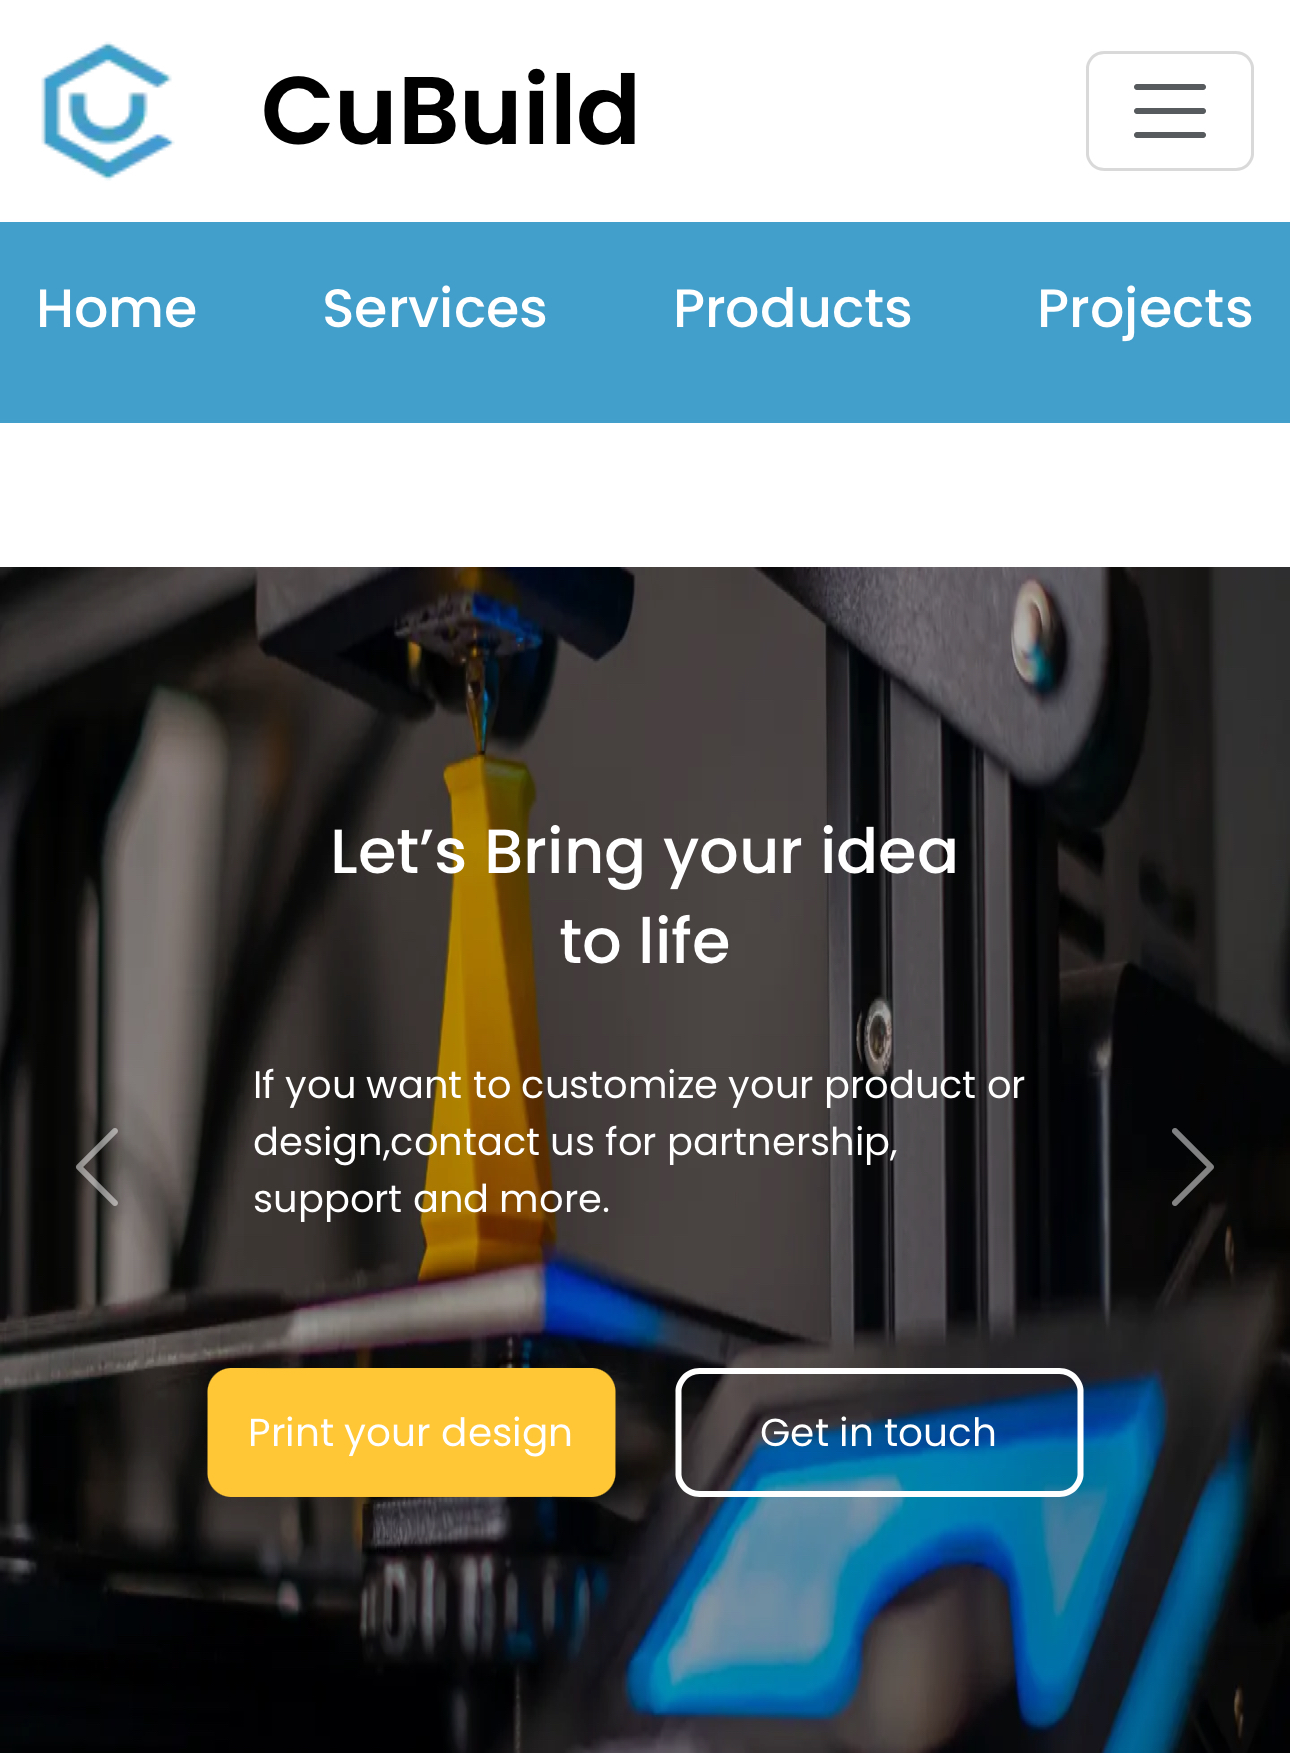 CuBuild
Home Services Products Projects
Let’s Bring your idea
to life
If you want to customize your product or
design,contact us for partnership,
support and more.
Print your design Get in touch